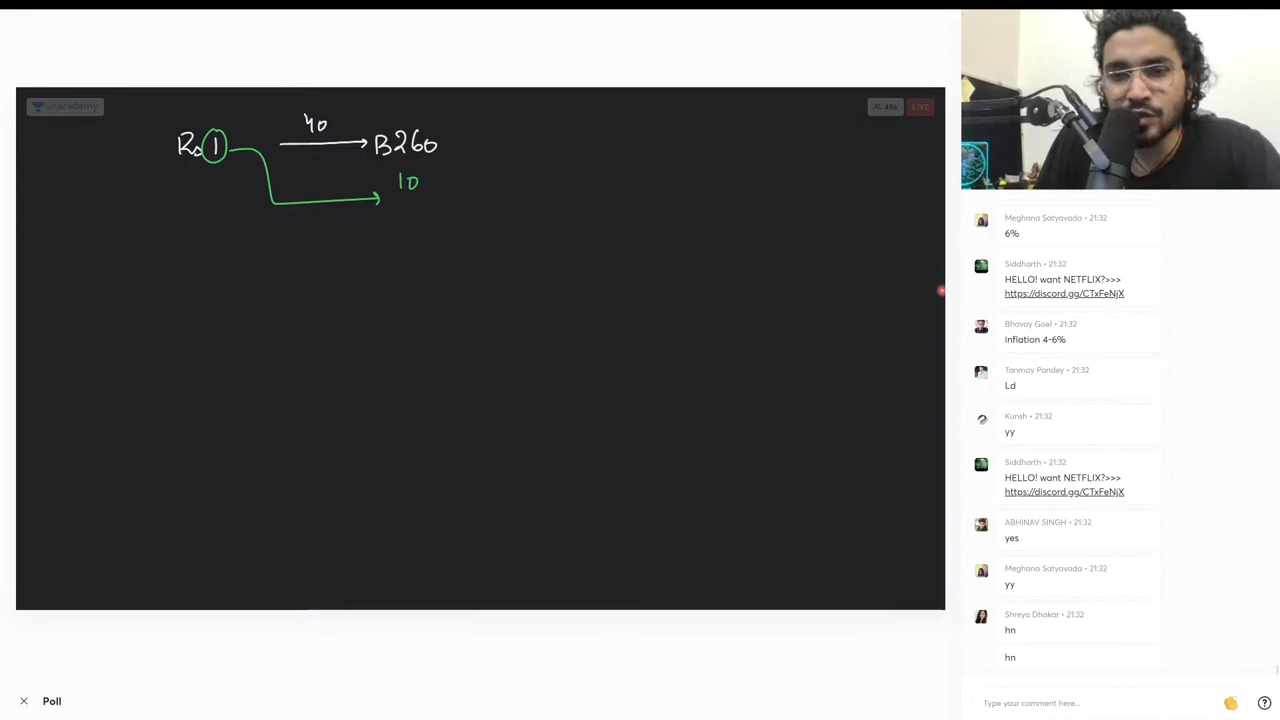 unacademy
46k
LIVE
40
Rs 1
B260
10
Meghana Satyavada • 21:32
6%
Siddharth • 21:32
HELLO! want NETFLIX?>>>
https://discord.gg/CTxFeNjX
Bhavay Goel • 21:32
inflation 4-6%
Tanmay Pandey • 21:32
Ld
Kunsh • 21:32
yy
Siddharth • 21:32
HELLO! want NETFLIX?>>>
https://discord.gg/CTxFeNjX
ABHINAV SINGH • 21:32
yes
Meghana Satyavada • 21:32
yy
Shreya Dhakar • 21:32
hn
hn
Poll
Type your comment here...